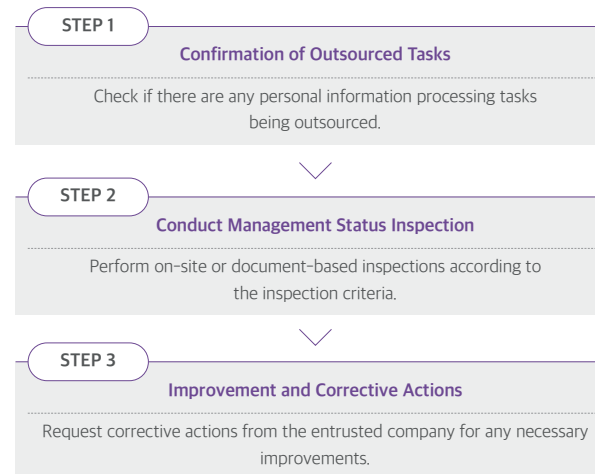 STEP 1
Confirmation of Outsourced Tasks
Check if there are any personal information processing tasks
being outsourced.
STEP 2
Conduct Management Status Inspection
Perform on-site or document-based inspections according to
the inspection criteria.
STEP 3
Improvement and Corrective Actions
Request corrective actions from the entrusted company for any necessary
improvements.